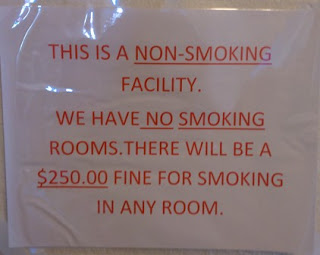 THIS IS A NON-SMOKING
FACILITY.
WE HAVE NO SMOKING
ROOMS.THERE WILL BE A
$250.00 FINE FOR SMOKING
IN ANY ROOM.